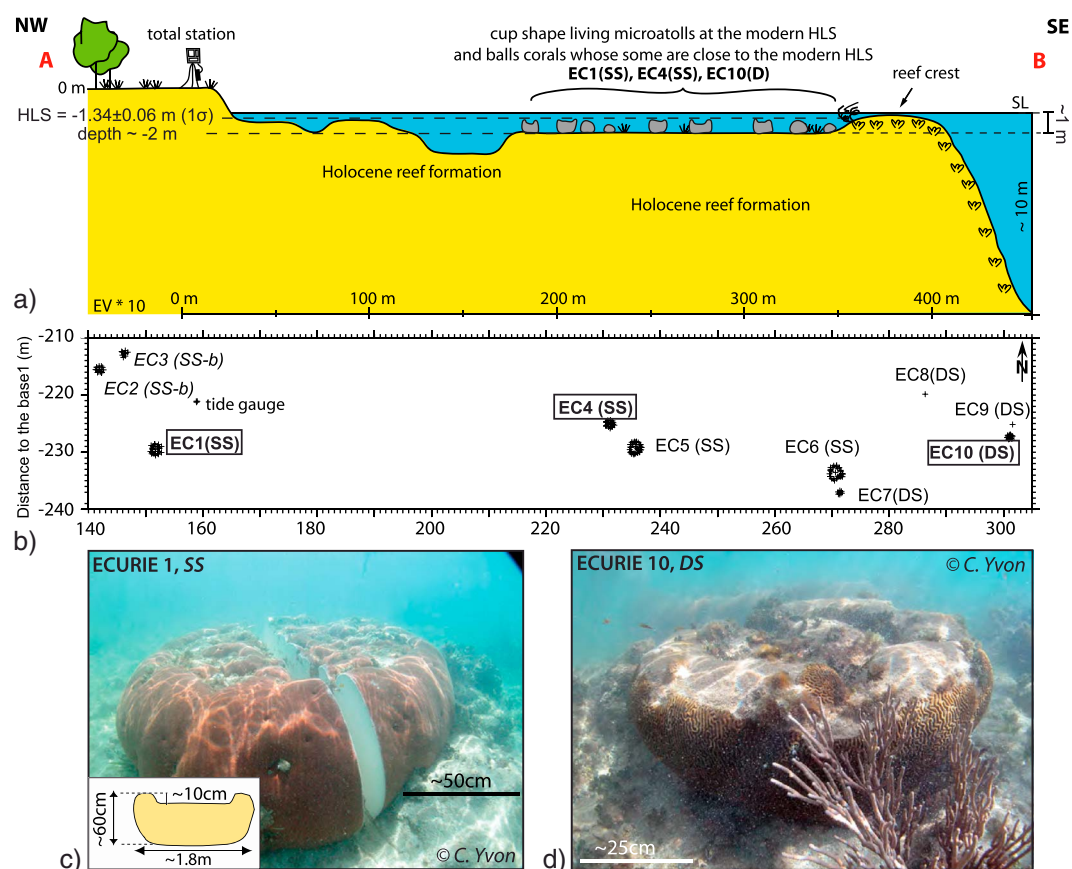 NW
SE
A
B
total station
cup shape living microatolls at the modern HLS
and balls corals whose some are close to the modern HLS
EC1(SS), EC4(SS), EC10(D)
reef crest
0 m
SL
HLS = -1.34±0.06 m (1σ)
depth ~ -2 m
~1 m
Holocene reef formation
Holocene reef formation
~ 10 m
a)
EV * 10
0 m
100 m
200 m
300 m
400 m
Distance to the base1 (m)
-210
-220
-230
-240
N
EC3 (SS-b)
EC2 (SS-b)
tide gauge
EC1(SS)
EC4 (SS)
EC5 (SS)
EC6 (SS)
EC7(DS)
EC8(DS)
EC9 (DS)
EC10 (DS)
140
160
180
200
220
240
260
280
300
b)
ECURIE 1, SS
~50cm
~10cm
~60cm
~1.8m
© C. Yvon
c)
ECURIE 10, DS
© C. Yvon
~25cm
d)